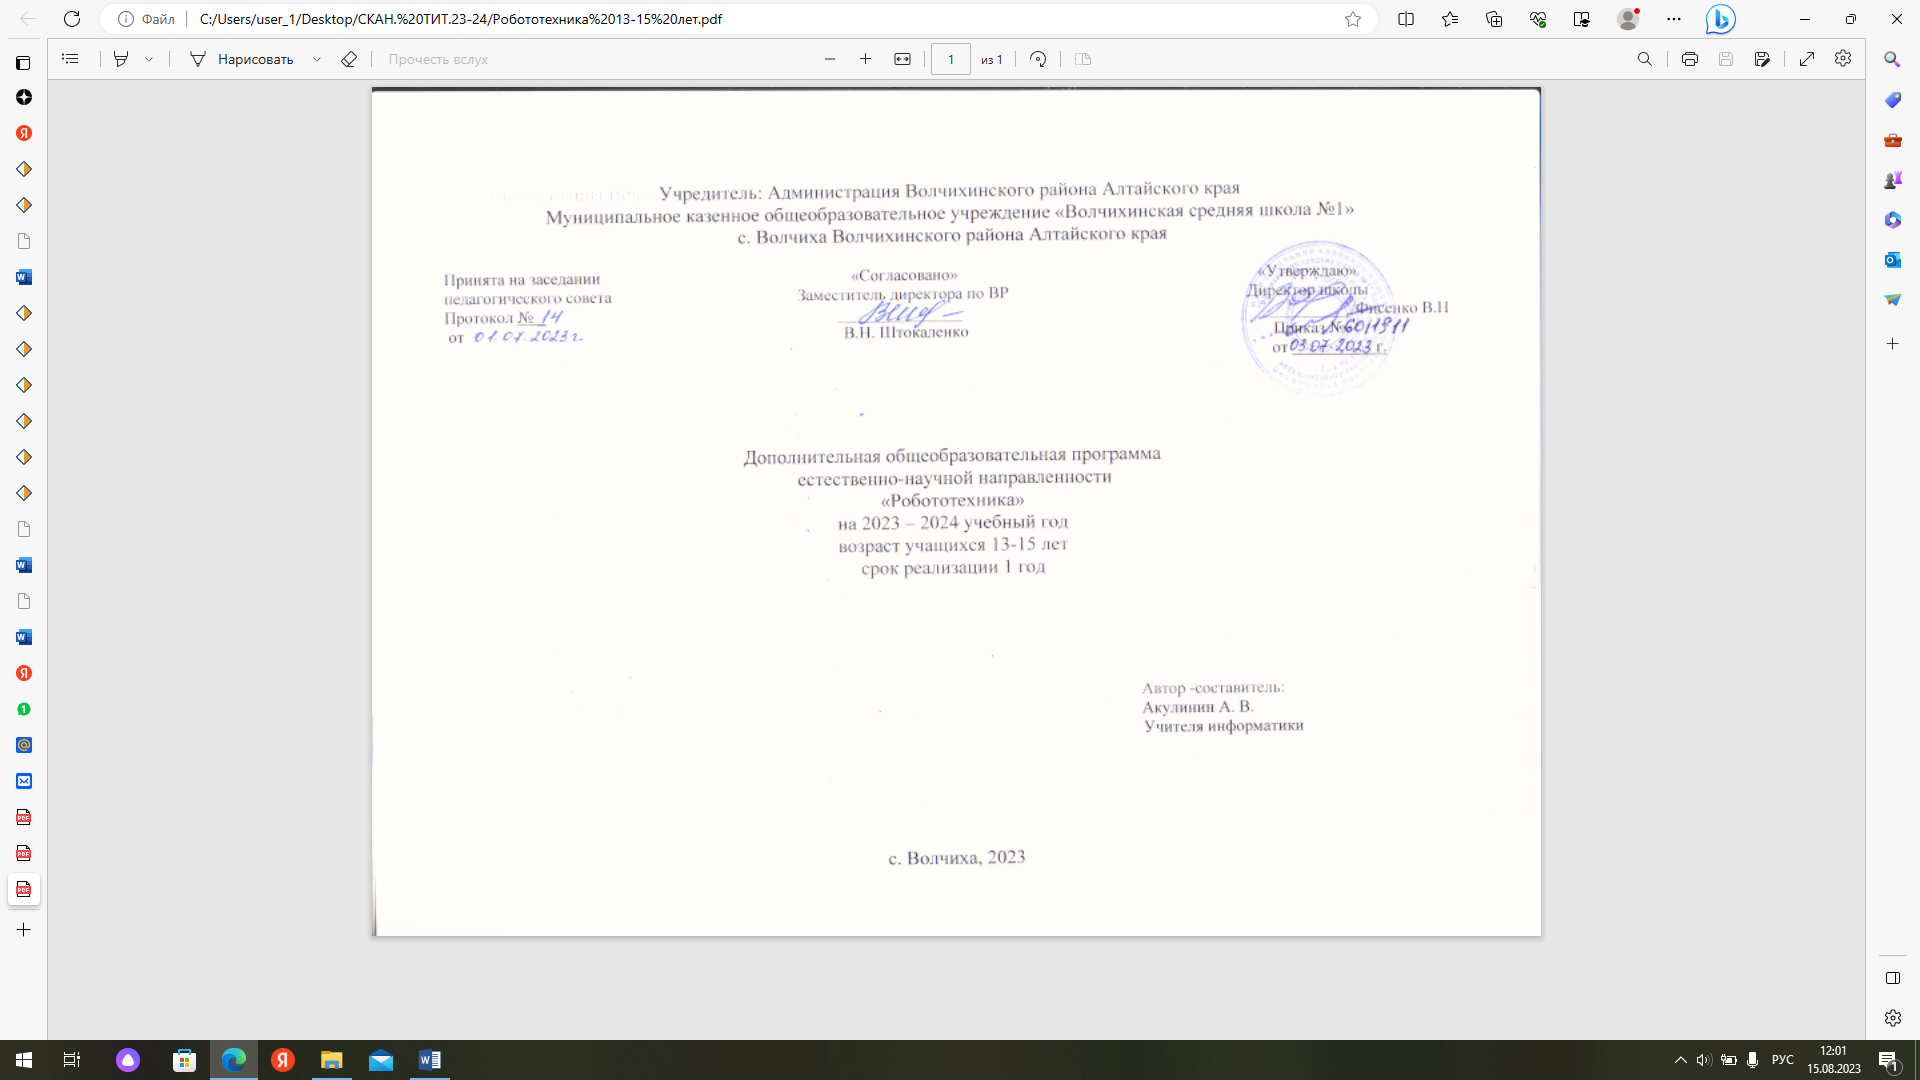 Файл
C:/Users/user_1/Desktop/СКАН.%20ТИТ.23-24/Робототехника%2013-15%20лет.pdf
Нарисовать
Прочесть вслух
1
из 1
Учредитель: Администрация Волчихинского района Алтайского края
Муниципальное казенное общеобразовательное учреждение «Волчихинская средняя школа №1»
с. Волчиха Волчихинского района Алтайского края
Принята на заседании
педагогического совета
Протокол № 14
от 01.07.2023 г.
«Согласовано»
Заместитель директора по ВР
В.Н. Штокаленко
«Утверждаю»
Директор школы
Фисенко В.Н
Приказ №
от 03.07.2023 г.
Дополнительная общеобразовательная программа
естественно-научной направленности
«Робототехника»
на 2023 – 2024 учебный год
возраст учащихся 13-15 лет
срок реализации 1 год
Автор -составитель:
Акулинин А. В.
Учителя информатики
с. Волчиха, 2023
РУС
12:01
15.08.2023
1